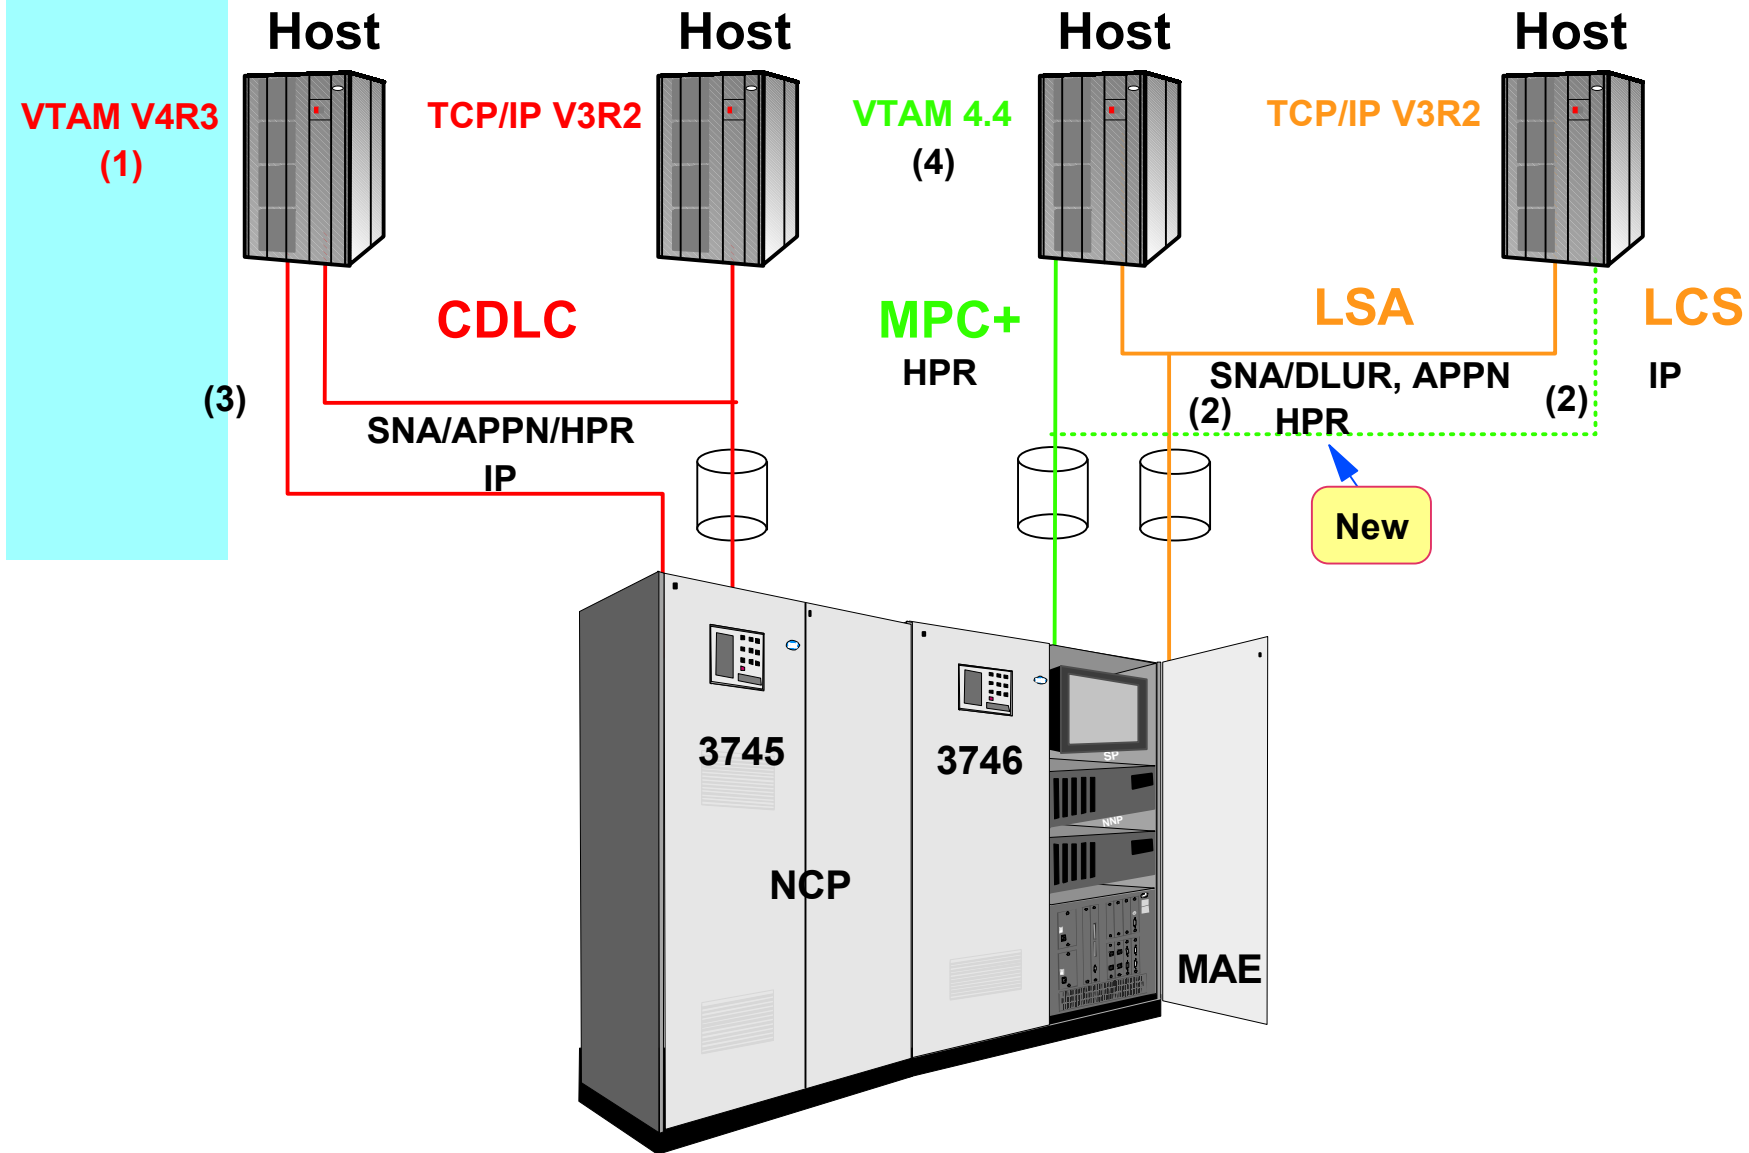 Host
Host
Host
Host
VTAM V4R3
(1)
TCP/IP V3R2
VTAM 4.4
(4)
TCP/IP V3R2
CDLC
MPC+
HPR
LSA
LCS
SNA/DLUR, APPN
HPR
IP
(2)
(2)
(3)
SNA/APPN/HPR
IP
New
3745
3746
SP
NNP
NCP
MAE